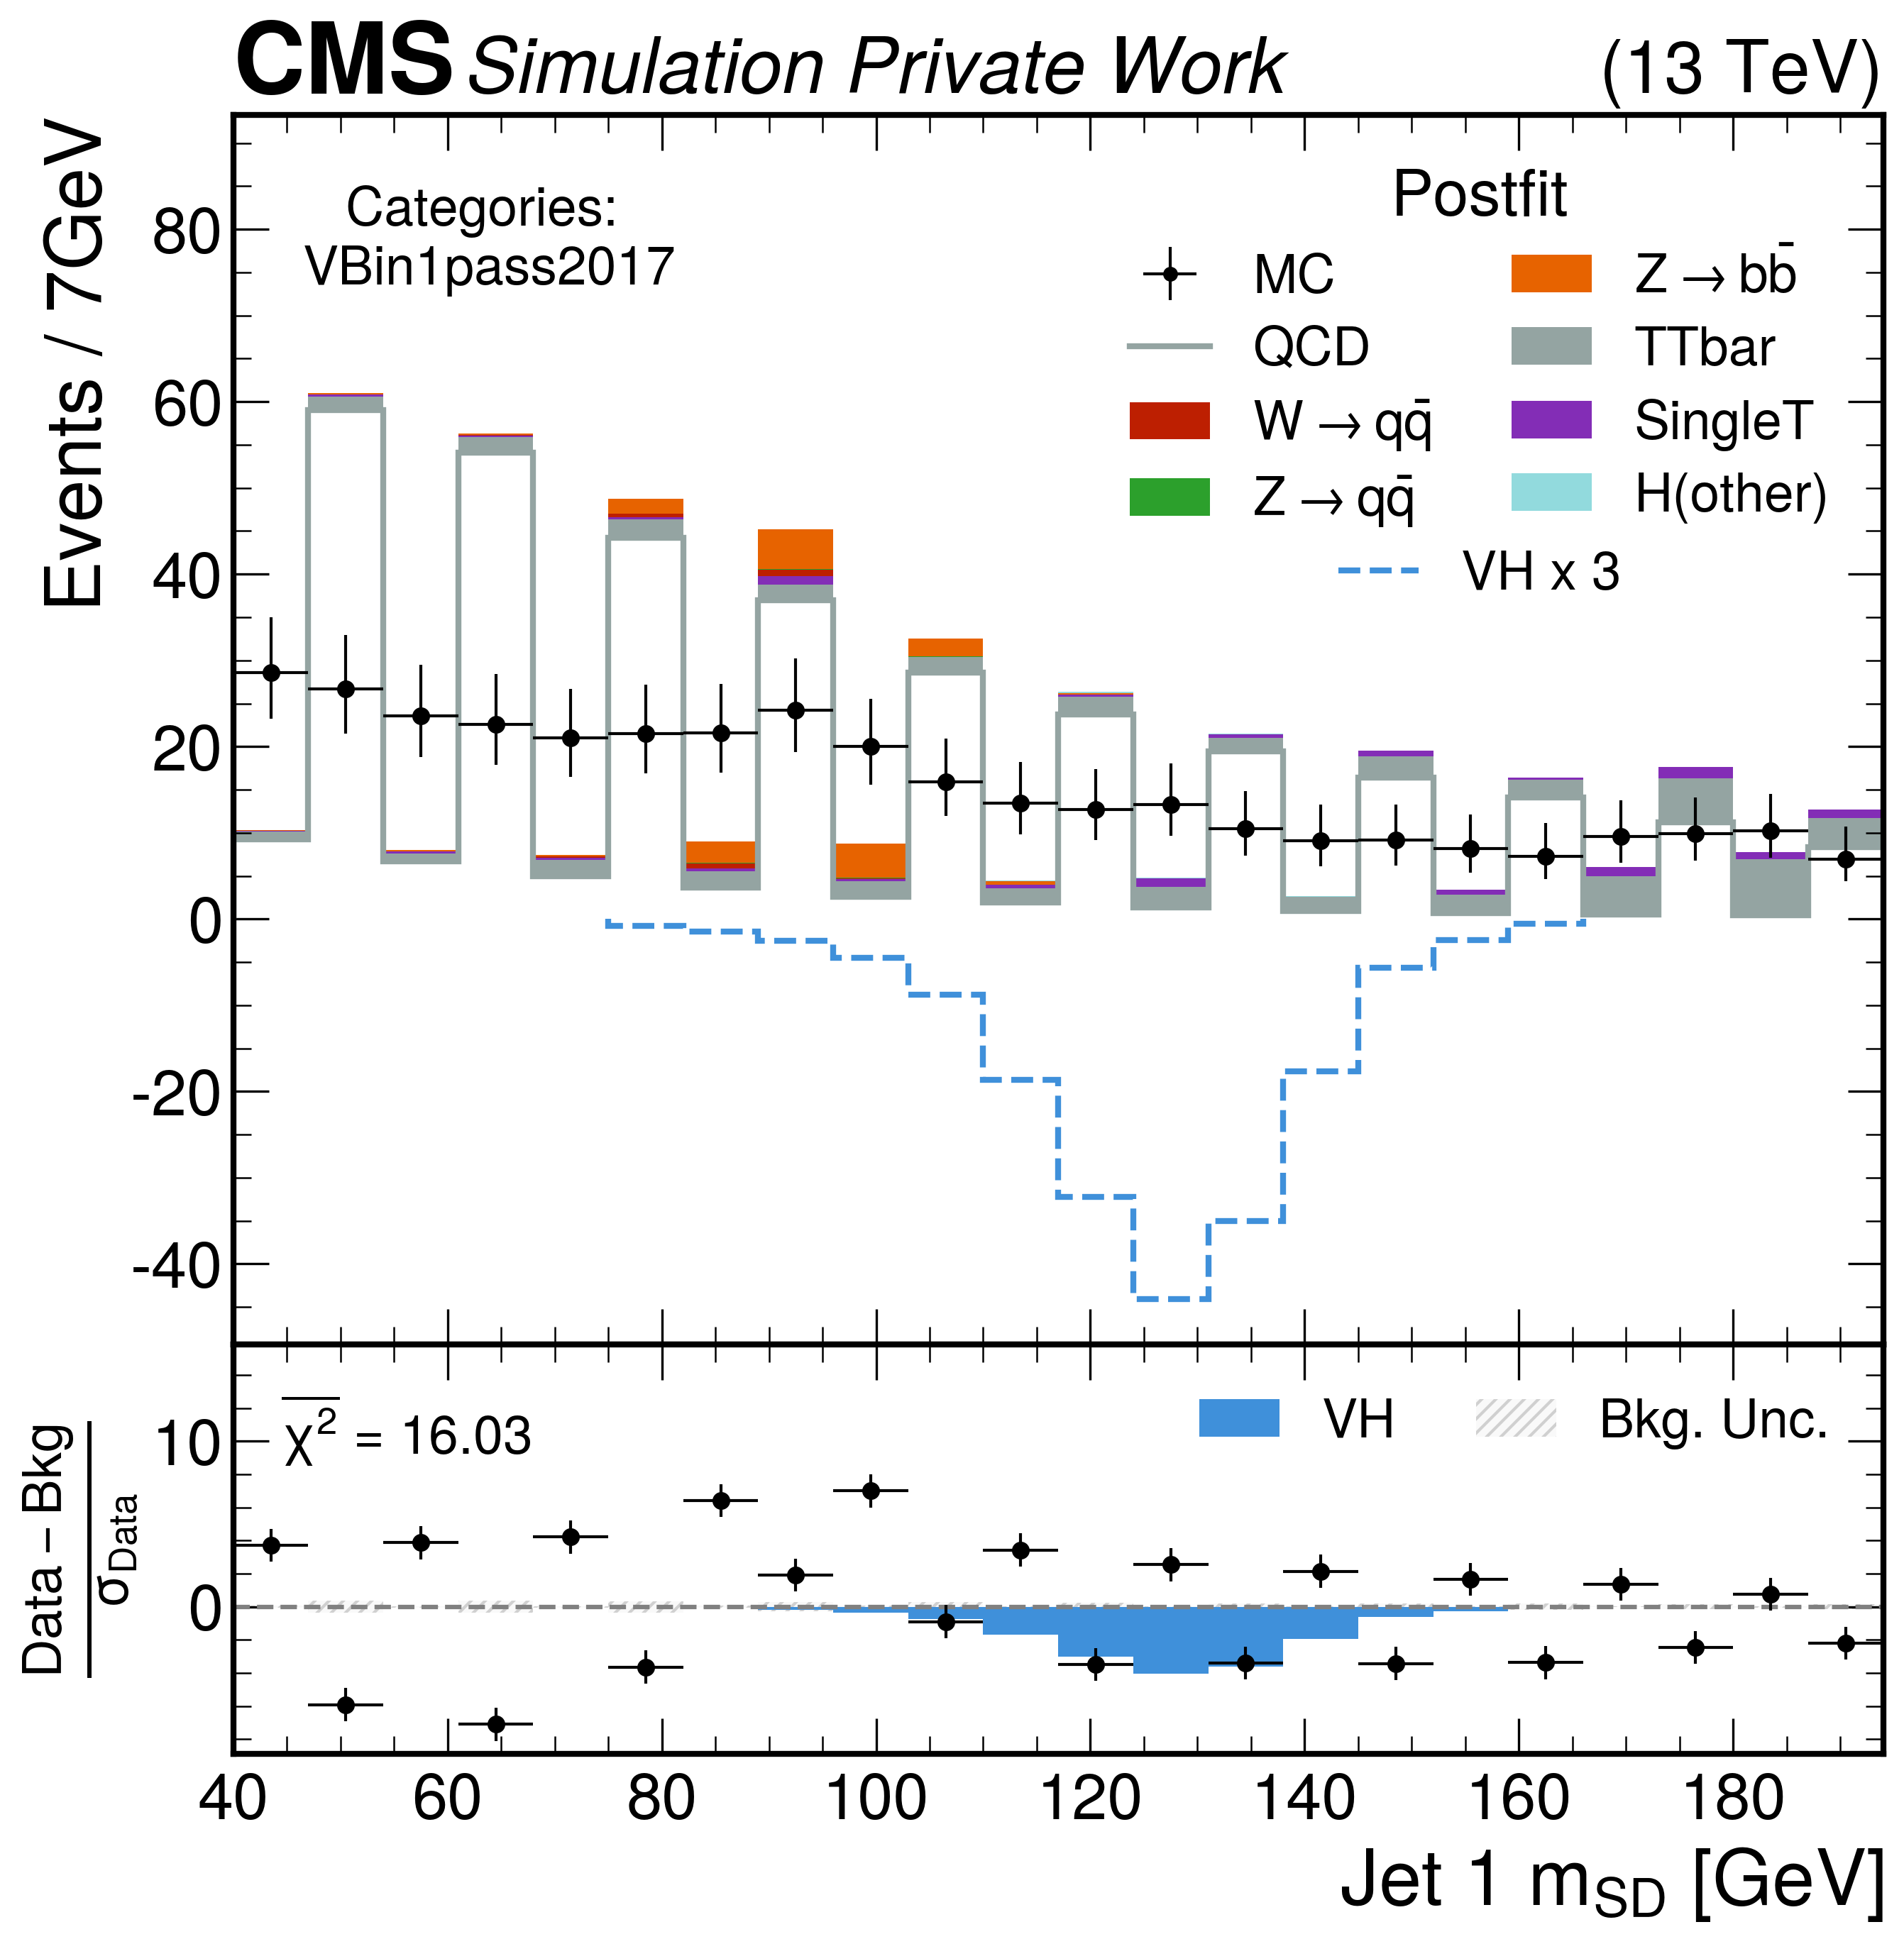 CMS Simulation Private Work (13 TeV)
Events / 7GeV
80
60
40
20
0
-20
-40
Categories:
VBin1pass2017
Postfit
MC
QCD
W → qq̄
Z → qq̄
Z → bb̄
TTbar
SingleT
H(other)
VH x 3
Data − Bkg
σData
10
0
χ² = 16.03
VH
Bkg. Unc.
40 60 80 100 120 140 160 180
Jet 1 mSD [GeV]